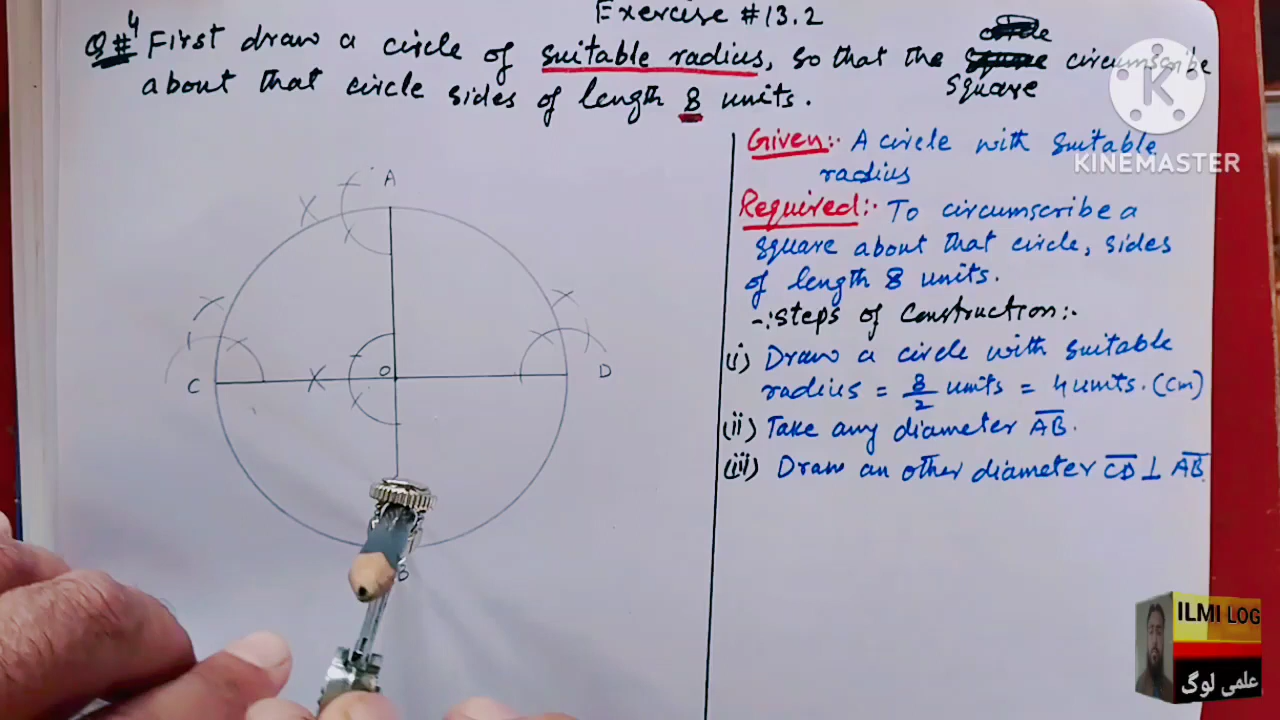 Exercise #13.2
Q#4 First draw a circle of suitable radius, so that the circumscribe
Square
about that circle sides of length 8 units.
KINEMASTER
Given:- A circle with suitable
radius
Required:- To circumscribe a
square about that circle, sides
of length 8 units.
-:Steps of Construction:-
(i) Draw a circle with suitable
radius = 8/2 units = 4 units. (cm)
(ii) Take any diameter A̅B̅.
(iii) Draw an other diameter C̅D̅ ⊥ A̅B̅.
A
C
O
D
B
ILMI LOG
علمی لوگ